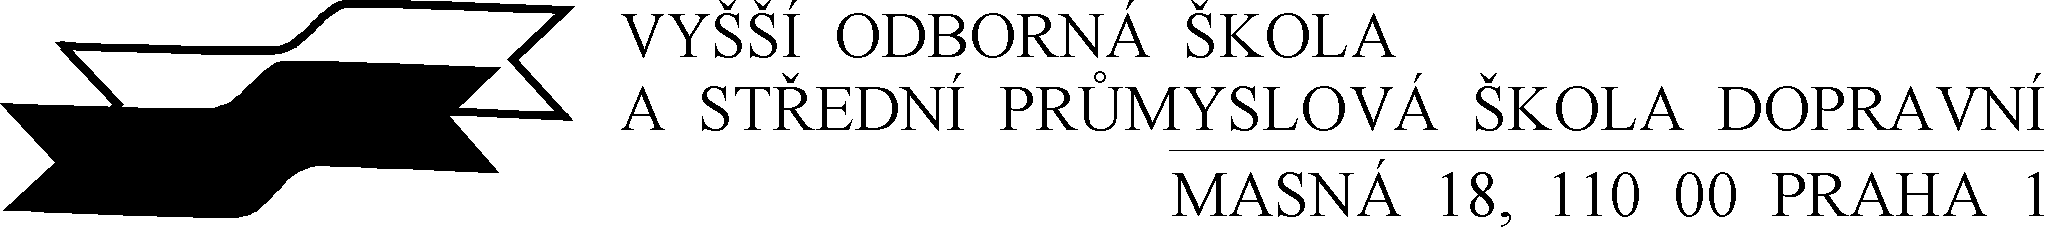 VYŠŠÍ ODBORNÁ ŠKOLA
A STŘEDNÍ PRŮMYSLOVÁ ŠKOLA DOPRAVNÍ
MASNÁ 18, 110 00 PRAHA 1